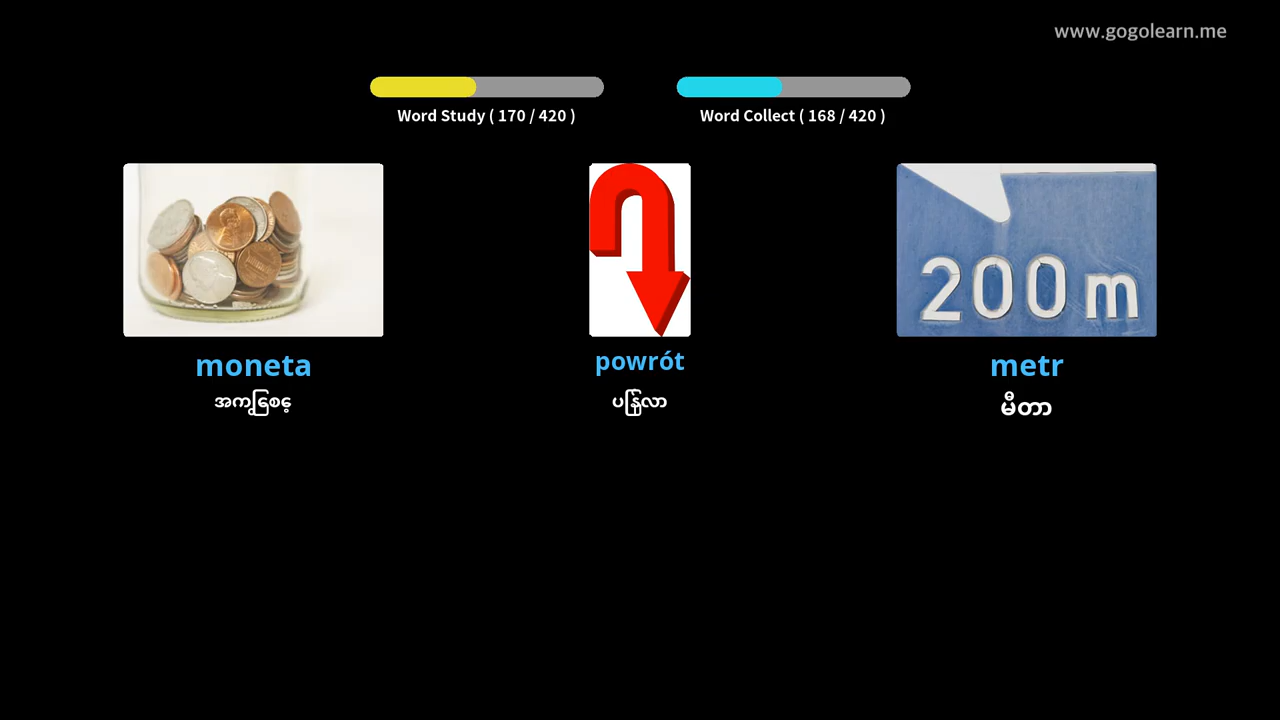 www.gogolearn.me
Word Study ( 170 / 420 )
Word Collect ( 168 / 420 )
200 m
moneta
powrót
metr
အကြွေစေ့
ပြန်လာ
မီတာ